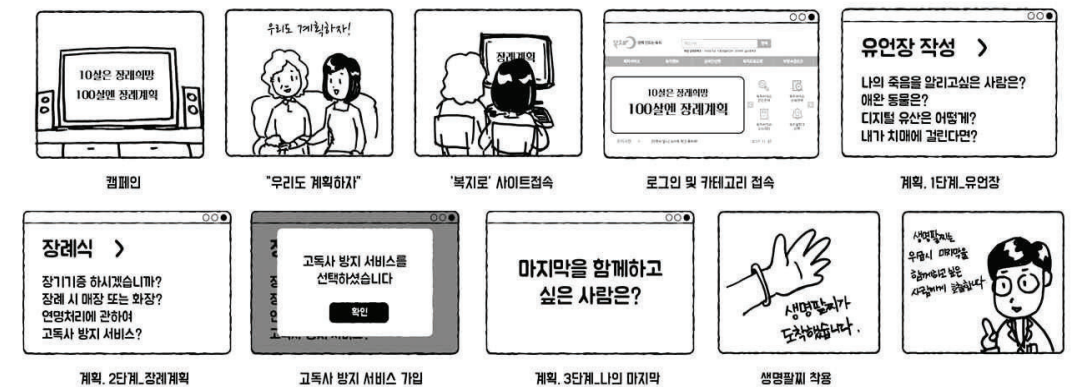 10살은 장래희망
100살엔 장례계획
캠페인
우리도 계획하자!
"우리도 계획하자"
장례계획
'복지로' 사이트접속
10살은 장래희망
100살엔 장례계획
로그인 및 카테고리 접속
유언장 작성 >
나의 죽음을 알리고싶은 사람은?
애완 동물은?
디지털 유산은 어떻게?
내가 치매에 걸린다면?
계획. 1단계_유언장
장례식 >
장기기증 하시겠습니까?
장례 시 매장 또는 화장?
연명처리에 관하여
고독사 방지 서비스?
계획. 2단계_장례계획
고독사 방지 서비스를
선택하셨습니다
확인
고독사 방지 서비스 가입
마지막을 함께하고
싶은 사람은?
계획. 3단계_나의 마지막
생명팔찌가
도착했습니다.
생명팔찌 착용
생명팔찌는
우급시 마지막을
함께하고 싶은
사람에게